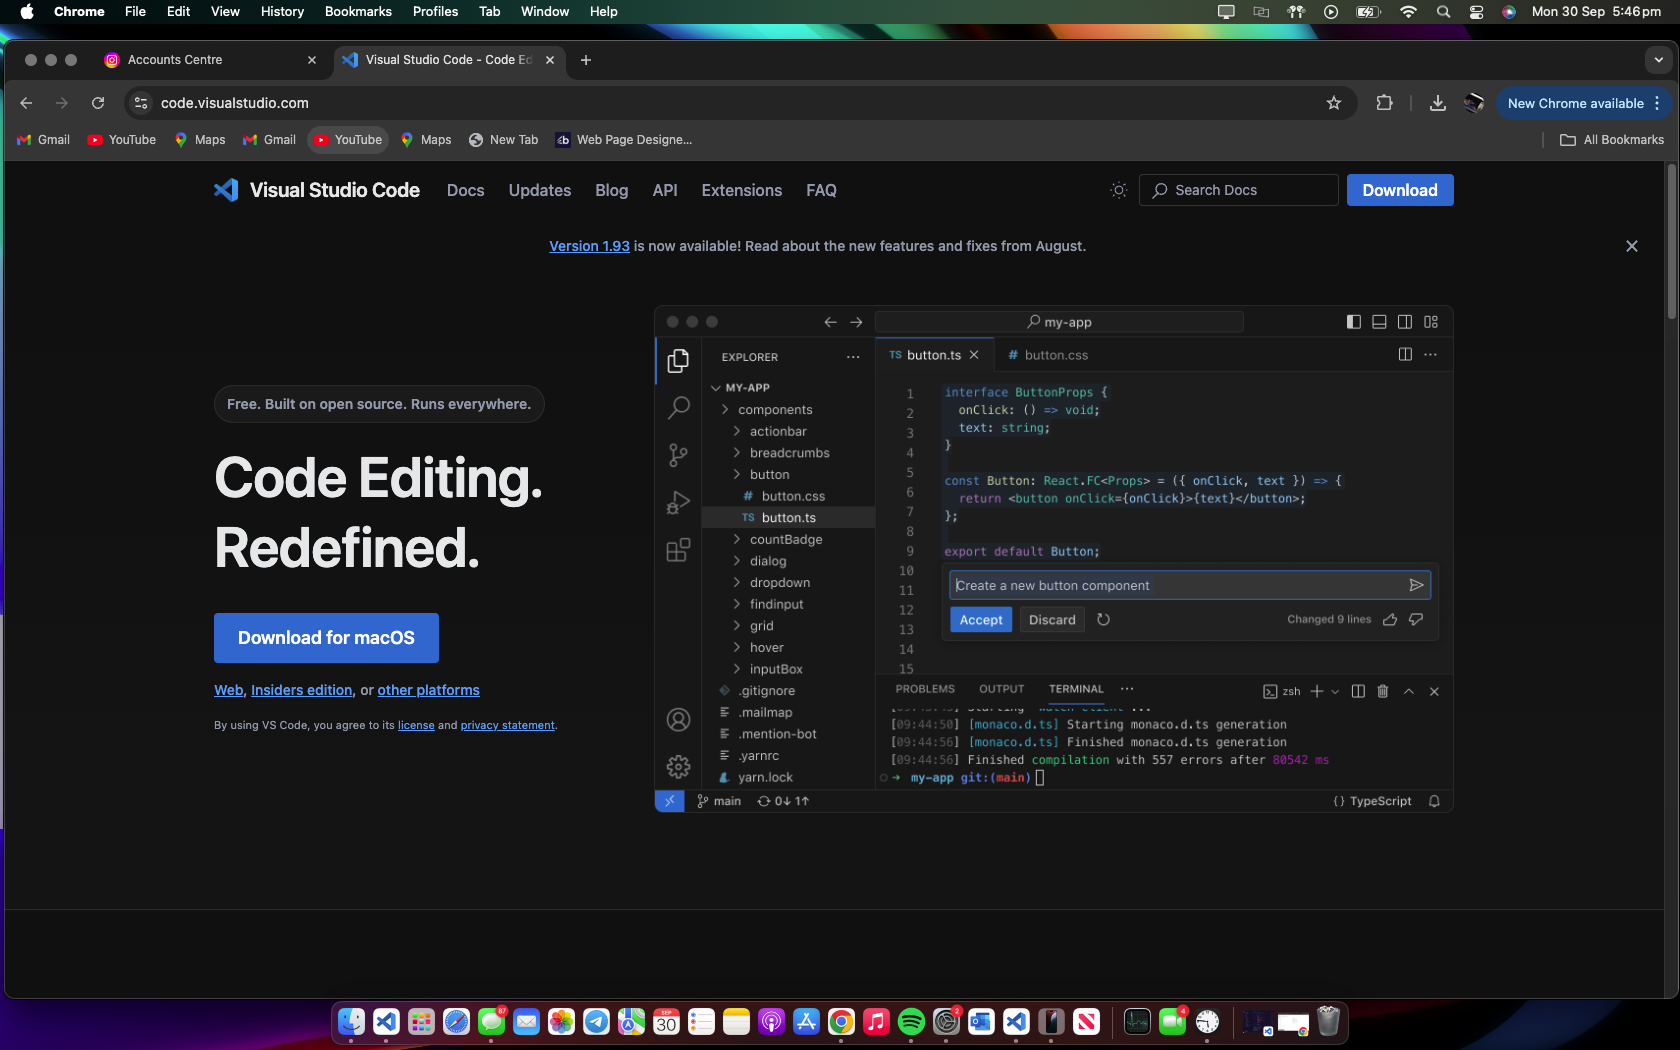 Chrome File Edit View History Bookmarks Profiles Tab Window Help Mon 30 Sep 5:46 pm
Accounts Centre
Visual Studio Code - Code Ed
code.visualstudio.com
New Chrome available
Gmail YouTube Maps Gmail YouTube Maps New Tab Web Page Designe... All Bookmarks
Visual Studio Code Docs Updates Blog API Extensions FAQ Search Docs Download
Version 1.93 is now available! Read about the new features and fixes from August.
Free. Built on open source. Runs everywhere.
Code Editing.
Redefined.
Download for macOS
Web, Insiders edition, or other platforms
By using VS Code, you agree to its license and privacy statement.
my-app
EXPLORER
MY-APP
components
actionbar
breadcrumbs
button
# button.css
TS button.ts
countBadge
dialog
dropdown
findinput
grid
hover
inputBox
.gitignore
.mailmap
.mention-bot
.yarnrc
yarn.lock
TS button.ts # button.css
1
2
3
4
5
6
7
8
9
10
11
12
13
14
15
interface ButtonProps {
onClick: () => void;
text: string;
}
const Button: React.FC<Props> = ({ onClick, text }) => {
return <button onClick={onClick}>{text}</button>;
};
export default Button;
Create a new button component
Accept Discard Changed 9 lines
PROBLEMS OUTPUT TERMINAL zsh
[09:44:50] [monaco.d.ts] Starting monaco.d.ts generation
[09:44:56] [monaco.d.ts] Finished monaco.d.ts generation
[09:44:56] Finished compilation with 557 errors after 80542 ms
my-app git:(main)
main 0↓ 1↑ {} TypeScript
87
SEP
30
2
4